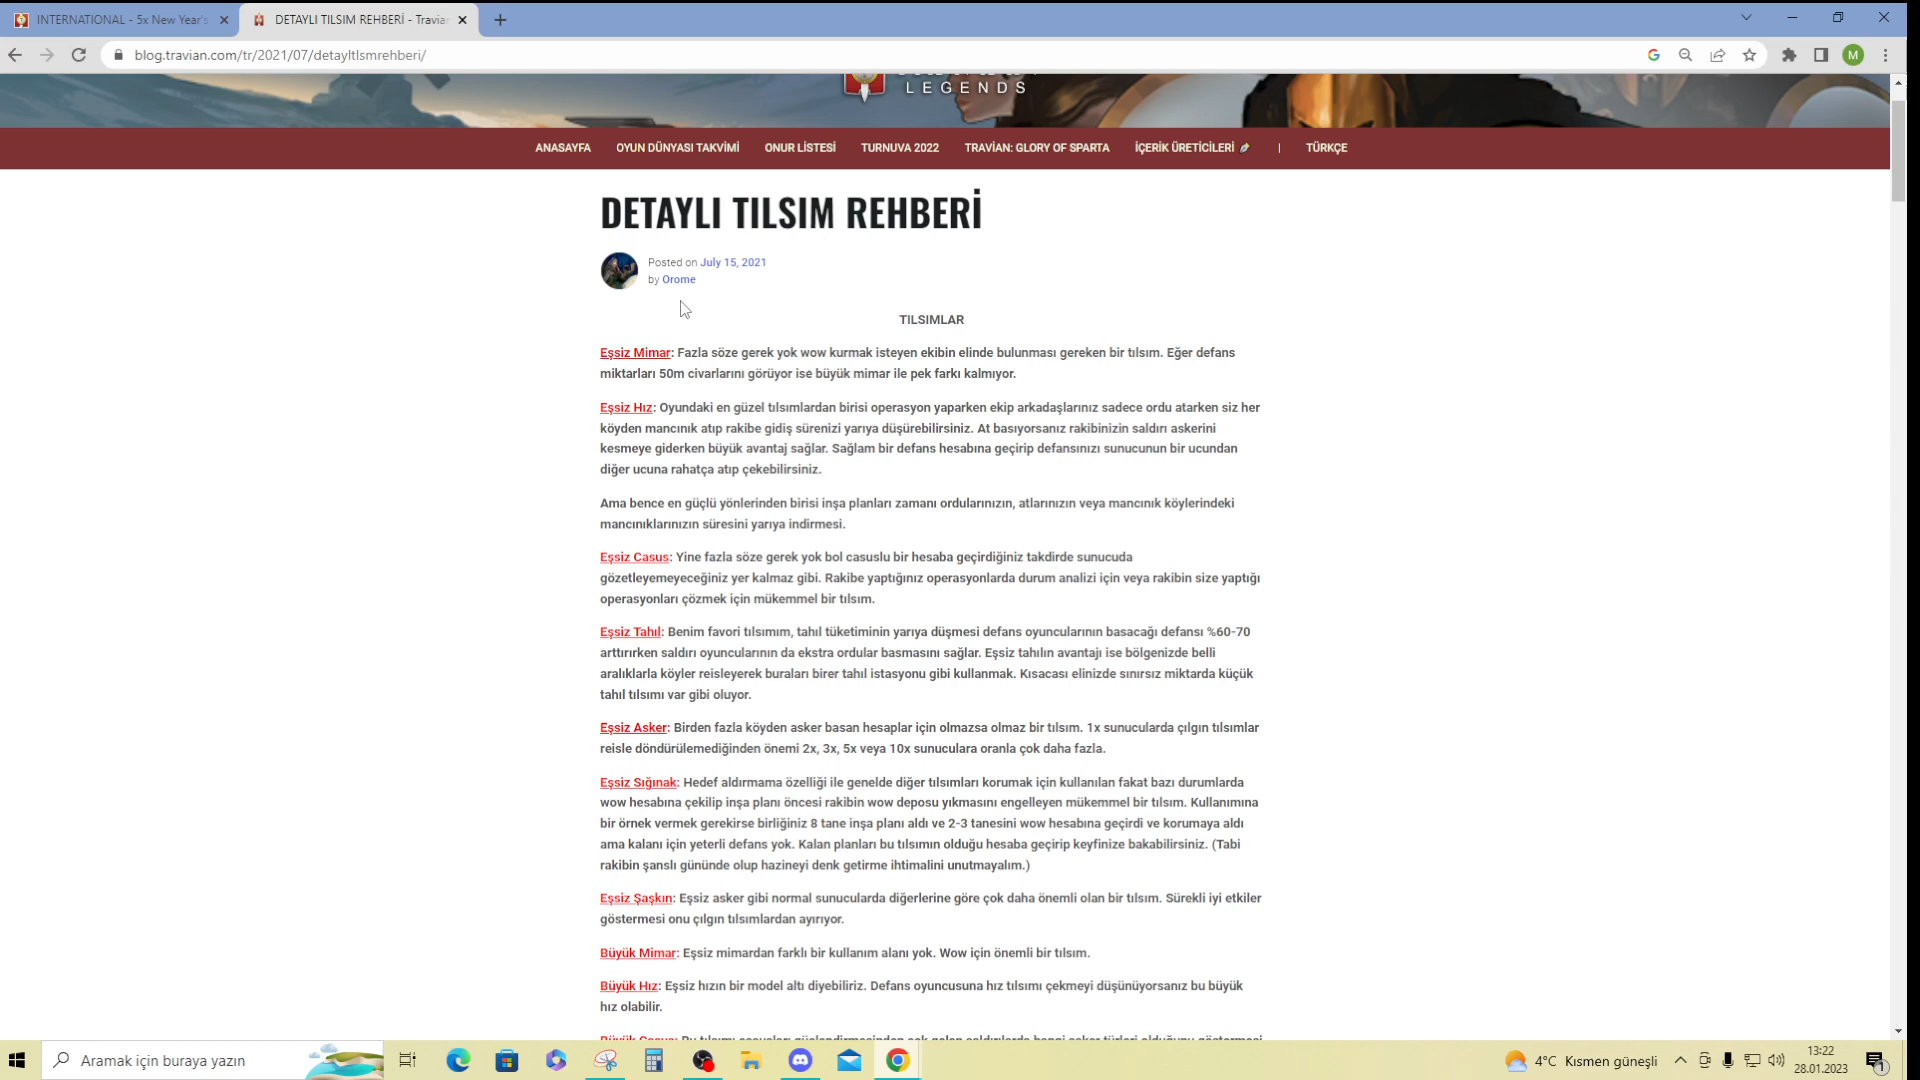 INTERNATIONAL - 5x New Year's
DETAYLI TILSIM REHBERİ - Travia
blog.travian.com/tr/2021/07/detayltlsmrehberi/
M
LEGENDS
ANASAYFA OYUN DÜNYASI TAKVİMİ ONUR LİSTESİ TURNUVA 2022 TRAVİAN: GLORY OF SPARTA İÇERİK ÜRETİCİLERİ | TÜRKÇE
DETAYLI TILSIM REHBERİ
Posted on July 15, 2021
by Orome
TILSIMLAR
Eşsiz Mimar: Fazla söze gerek yok wow kurmak isteyen ekibin elinde bulunması gereken bir tılsım. Eğer defans
miktarları 50m civarlarını görüyor ise büyük mimar ile pek farkı kalmıyor.
Eşsiz Hız: Oyundaki en güzel tılsımlardan birisi operasyon yaparken ekip arkadaşlarınız sadece ordu atarken siz her
köyden mancınık atıp rakibe gidiş sürenizi yarıya düşürebilirsiniz. At basıyorsanız rakibinizin saldırı askerini
kesmeye giderken büyük avantaj sağlar. Sağlam bir defans hesabına geçirip defansınızı sunucunun bir ucundan
diğer ucuna rahatça atıp çekebilirsiniz.
Ama bence en güçlü yönlerinden birisi inşa planları zamanı ordularınızın, atlarınızın veya mancınık köylerindeki
mancınıklarınızın süresini yarıya indirmesi.
Eşsiz Casus: Yine fazla söze gerek yok bol casuslu bir hesaba geçirdiğiniz takdirde sunucuda
gözetleyemeyeceğiniz yer kalmaz gibi. Rakibe yaptığınız operasyonlarda durum analizi için veya rakibin size yaptığı
operasyonları çözmek için mükemmel bir tılsım.
Eşsiz Tahıl: Benim favori tılsımım, tahıl tüketiminin yarıya düşmesi defans oyuncularının basacağı defansı %60-70
arttırırken saldırı oyuncularının da ekstra ordular basmasını sağlar. Eşsiz tahılın avantajı ise bölgenizde belli
aralıklarla köyler reisleyerek buraları birer tahıl istasyonu gibi kullanmak. Kısacası elinizde sınırsız miktarda küçük
tahıl tılsımı var gibi oluyor.
Eşsiz Asker: Birden fazla köyden asker basan hesaplar için olmazsa olmaz bir tılsım. 1x sunucularda çılgın tılsımlar
reisle döndürülemediğinden önemi 2x, 3x, 5x veya 10x sunuculara oranla çok daha fazla.
Eşsiz Sığınak: Hedef aldırmama özelliği ile genelde diğer tılsımları korumak için kullanılan fakat bazı durumlarda
wow hesabına çekilip inşa planı öncesi rakibin wow deposu yıkmasını engelleyen mükemmel bir tılsım. Kullanımına
bir örnek vermek gerekirse birliğiniz 8 tane inşa planı aldı ve 2-3 tanesini wow hesabına geçirdi ve korumaya aldı
ama kalanı için yeterli defans yok. Kalan planları bu tılsımın olduğu hesaba geçirip keyfinize bakabilirsiniz. (Tabi
rakibin şanslı gününde olup hazineyi denk getirme ihtimalini unutmayalım.)
Eşsiz Şaşkın: Eşsiz asker gibi normal sunucularda diğerlerine göre çok daha önemli olan bir tılsım. Sürekli iyi etkiler
göstermesi onu çılgın tılsımlardan ayırıyor.
Büyük Mimar: Eşsiz mimardan farklı bir kullanım alanı yok. Wow için önemli bir tılsım.
Büyük Hız: Eşsiz hızın bir model altı diyebiliriz. Defans oyuncusuna hız tılsımı çekmeyi düşünüyorsanız bu büyük
hız olabilir.
Aramak için buraya yazın
4°C Kısmen güneşli
13:22
28.01.2023
1